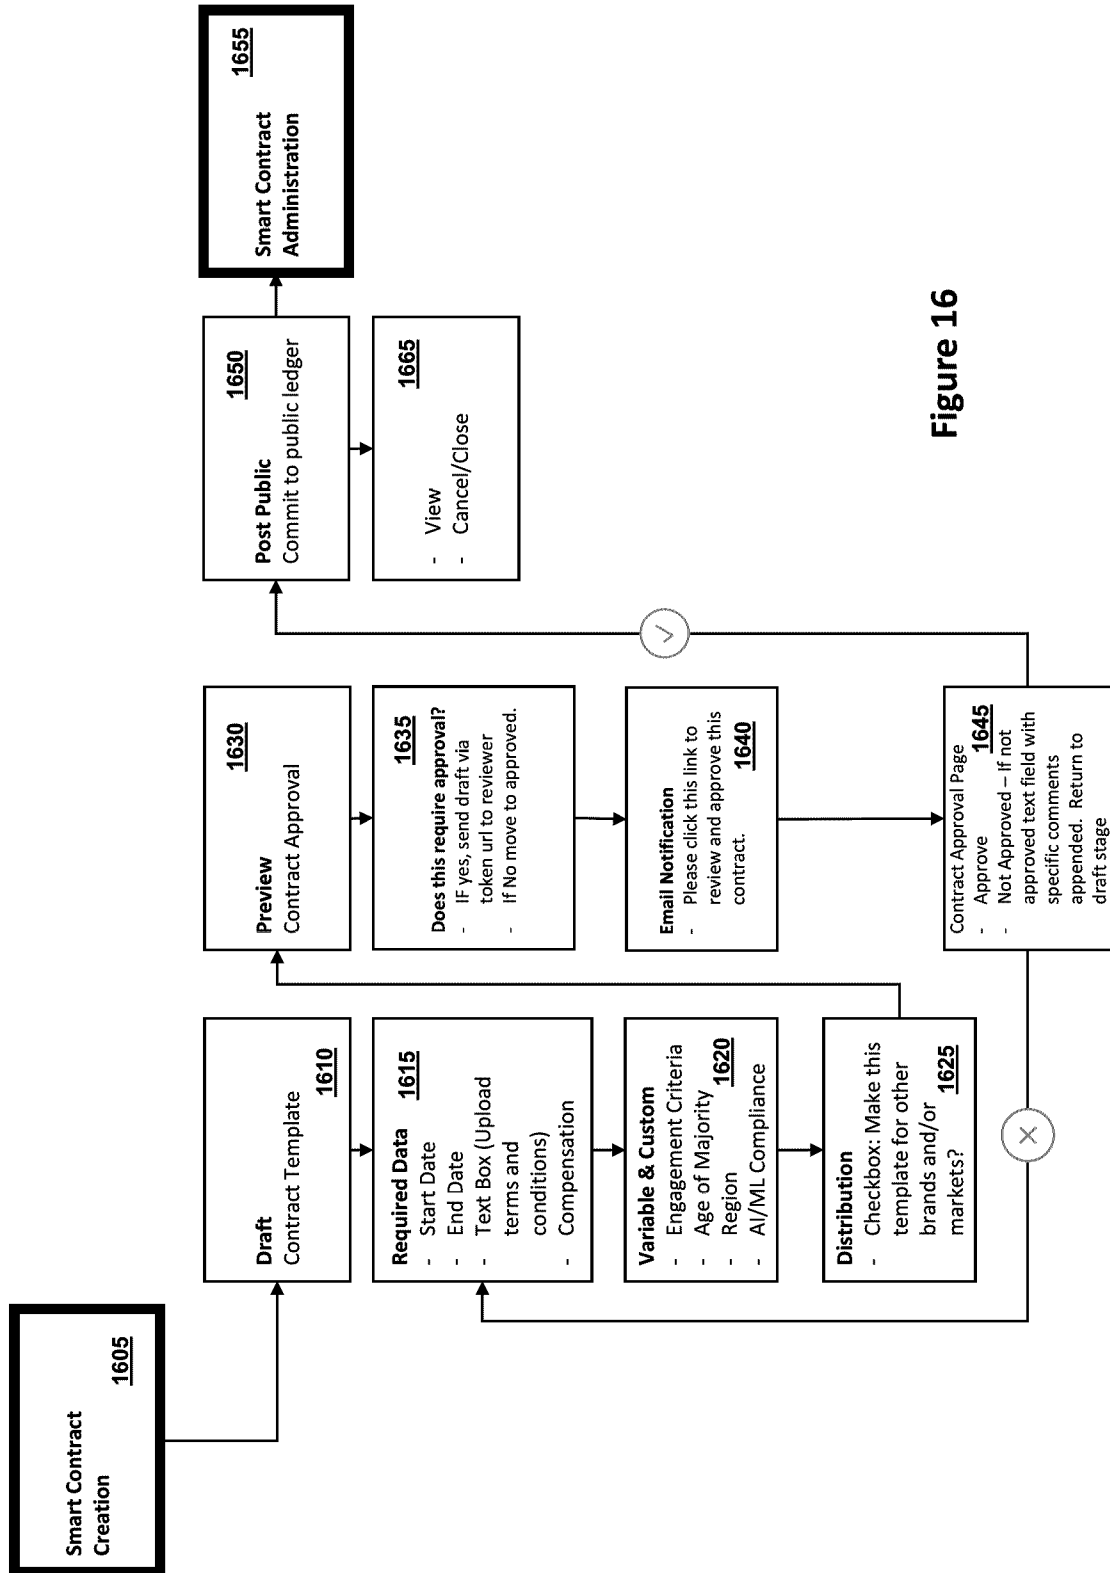 Smart Contract
Creation
1605
Draft
Contract Template
1610
Required Data
1615
- Start Date
- End Date
- Text Box (Upload
terms and
conditions)
- Compensation
Variable & Custom
- Engagement Criteria
- Age of Majority
- Region
1620
- AI/ML Compliance
Distribution
- Checkbox: Make this
template for other
brands and/or
markets?
1625
Preview
1630
Contract Approval
Does this require approval?
- IF yes, send draft via
1635
token url to reviewer
- If No move to approved.
Email Notification
- Please click this link to
review and approve this
contract.
1640
Contract Approval Page
- Approve
1645
- Not Approved – If not
approved text field with
specific comments
appended. Return to
draft stage
Post Public
1650
Commit to public ledger
1665
- View
- Cancel/Close
Smart Contract
Administration
1655
Figure 16